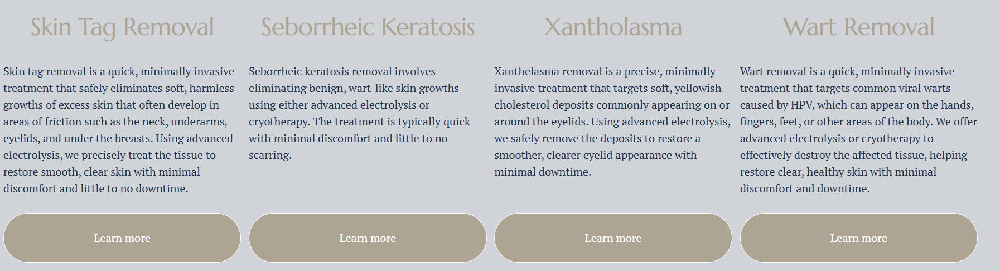 Skin Tag Removal
Skin tag removal is a quick, minimally invasive
treatment that safely eliminates soft, harmless
growths of excess skin that often develop in
areas of friction such as the neck, underarms,
eyelids, and under the breasts. Using advanced
electrolysis, we precisely treat the tissue to
restore smooth, clear skin with minimal
discomfort and little to no downtime.
Learn more
Seborrheic Keratosis
Seborrheic keratosis removal involves
eliminating benign, wart-like skin growths
using either advanced electrolysis or
cryotherapy. The treatment is typically quick
with minimal discomfort and little to no
scarring.
Learn more
Xantholasma
Xanthelasma removal is a precise, minimally
invasive treatment that targets soft, yellowish
cholesterol deposits commonly appearing on or
around the eyelids. Using advanced electrolysis,
we safely remove the deposits to restore a
smoother, clearer eyelid appearance with
minimal downtime.
Learn more
Wart Removal
Wart removal is a quick, minimally invasive
treatment that targets common viral warts
caused by HPV, which can appear on the hands,
fingers, feet, or other areas of the body. We offer
advanced electrolysis or cryotherapy to
effectively destroy the affected tissue, helping
restore clear, healthy skin with minimal
discomfort and downtime.
Learn more